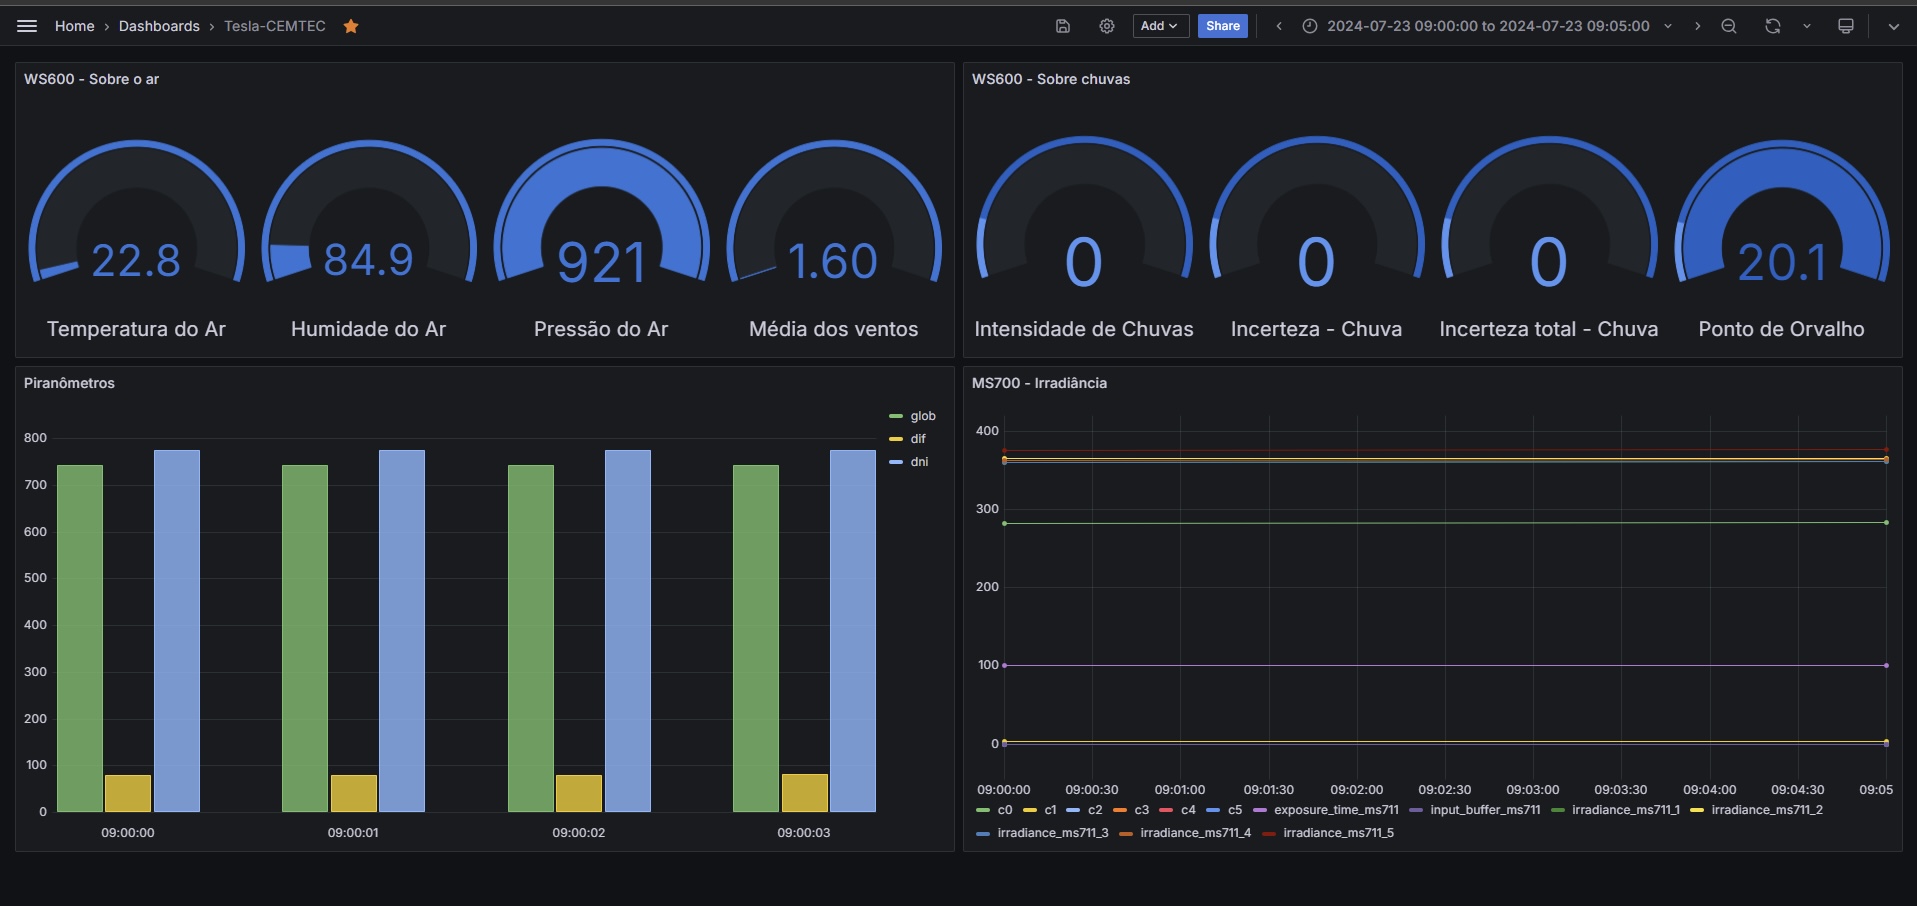 Home › Dashboards › Tesla-CEMTEC
Add
Share
2024-07-23 09:00:00 to 2024-07-23 09:05:00
WS600 - Sobre o ar
22.8 84.9 921 1.60
Temperatura do Ar Humidade do Ar Pressão do Ar Média dos ventos
WS600 - Sobre chuvas
0 0 0 20.1
Intensidade de Chuvas Incerteza - Chuva Incerteza total - Chuva Ponto de Orvalho
Piranômetros
glob
dif
dni
800
700
600
500
400
300
200
100
0
09:00:00 09:00:01 09:00:02 09:00:03
MS700 - Irradiância
400
300
200
100
0
09:00:00 09:00:30 09:01:00 09:01:30 09:02:00 09:02:30 09:03:00 09:03:30 09:04:00 09:04:30 09:05
c0 c1 c2 c3 c4 c5 exposure_time_ms711 input_buffer_ms711 irradiance_ms711_1 irradiance_ms711_2
irradiance_ms711_3 irradiance_ms711_4 irradiance_ms711_5